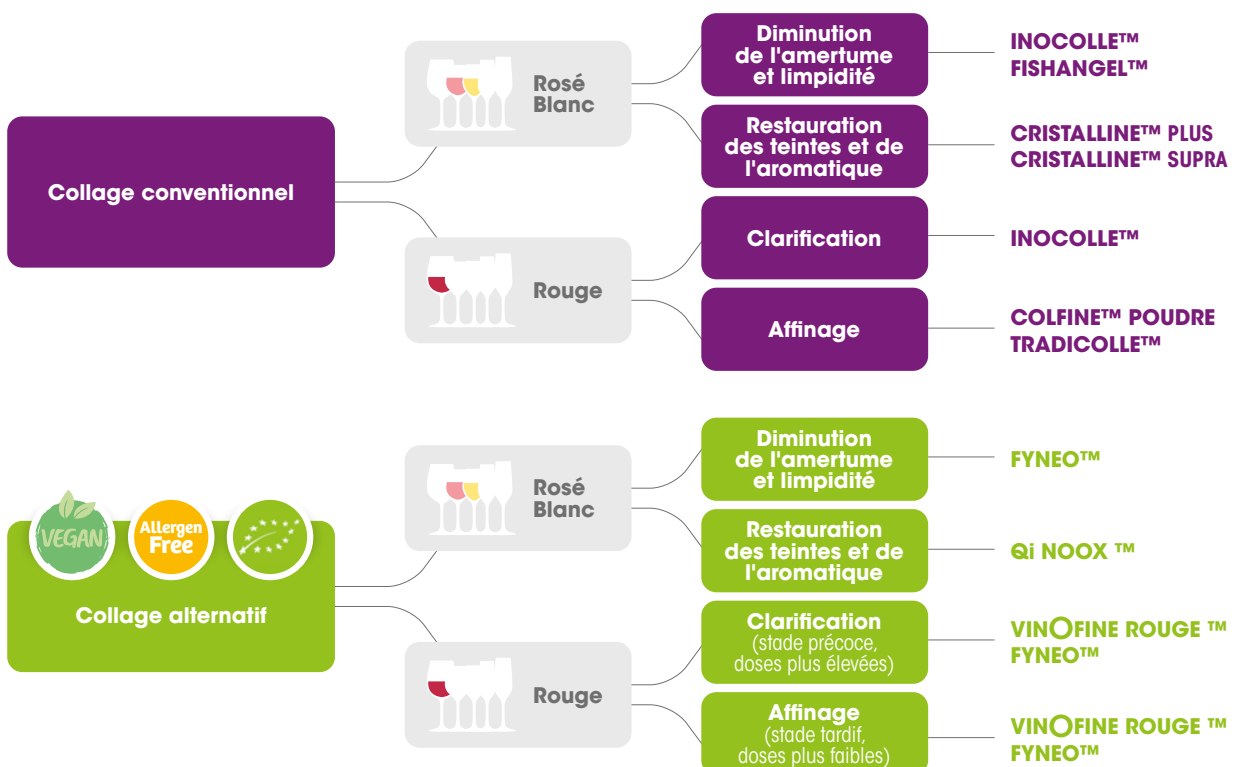 Collage conventionnel
Rosé
Blanc
Diminution
de l'amertume
et limpidité
INOCOLLE™
FISHANGEL™
Restauration
des teintes et de
l'aromatique
CRISTALLINE™ PLUS
CRISTALLINE™ SUPRA
Rouge
Clarification
INOCOLLE™
Affinage
COLFINE™ POUDRE
TRADICOLLE™
VEGAN
Allergen
Free
Collage alternatif
Rosé
Blanc
Diminution
de l'amertume
et limpidité
FYNEO™
Restauration
des teintes et de
l'aromatique
Qi NOOX ™
Rouge
Clarification
(stade précoce,
doses plus élevées)
VINOFINE ROUGE ™
FYNEO™
Affinage
(stade tardif,
doses plus faibles)
VINOFINE ROUGE ™
FYNEO™